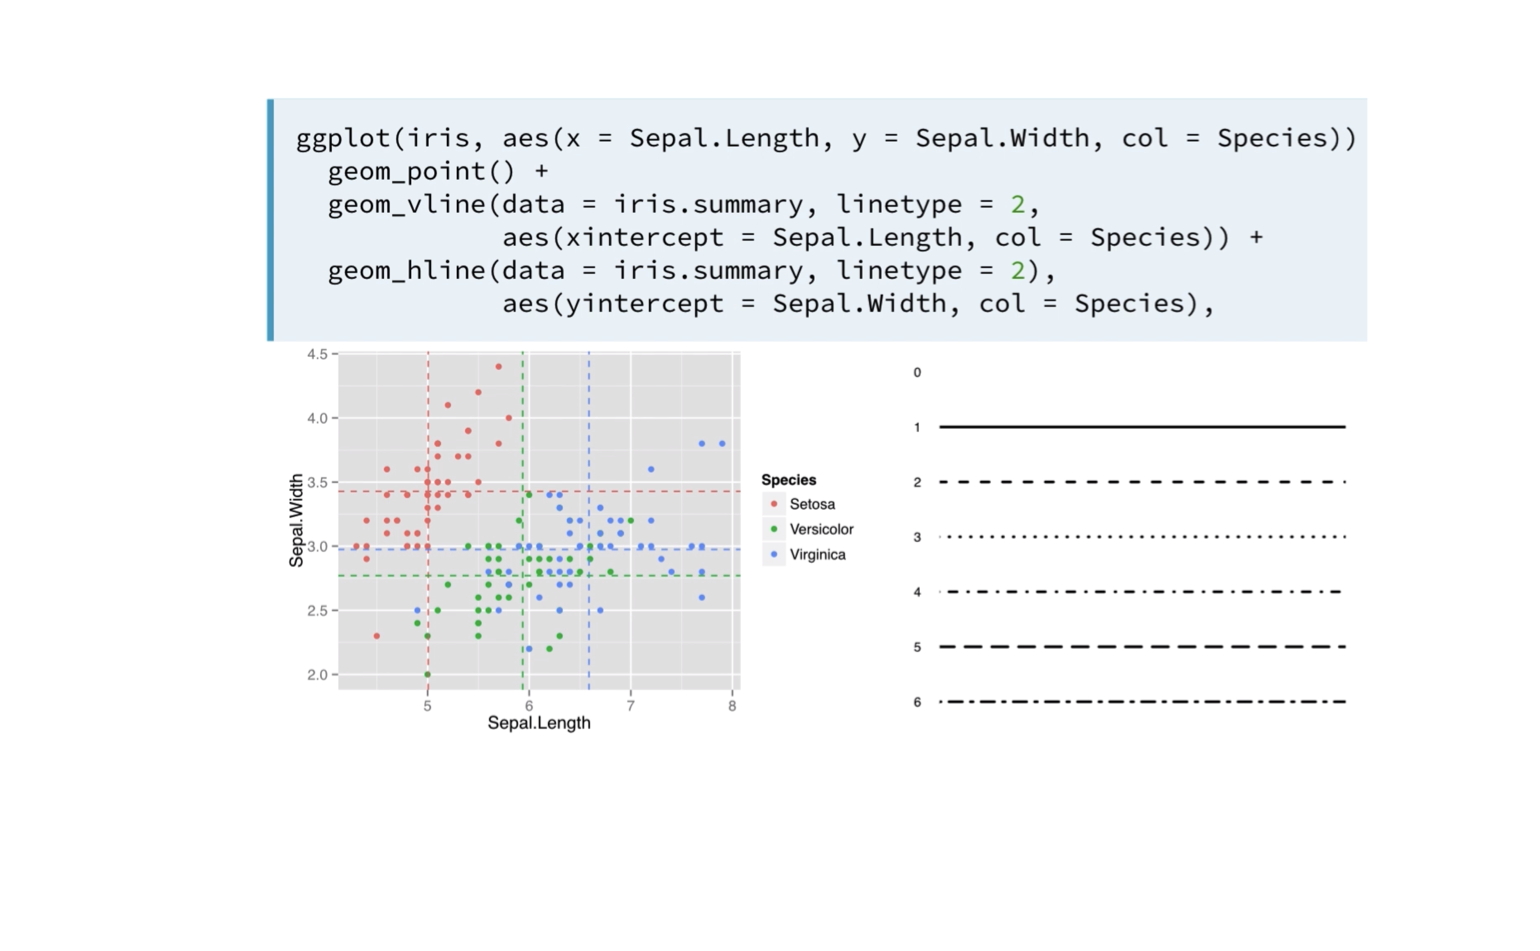 ggplot(iris, aes(x = Sepal.Length, y = Sepal.Width, col = Species))
geom_point() +
geom_vline(data = iris.summary, linetype = 2,
aes(xintercept = Sepal.Length, col = Species)) +
geom_hline(data = iris.summary, linetype = 2),
aes(yintercept = Sepal.Width, col = Species),
4.5
4.0
3.5
3.0
2.5
2.0
Sepal.Width
5 6 7 8
Sepal.Length
Species
Setosa
Versicolor
Virginica
0
1
2
3
4
5
6